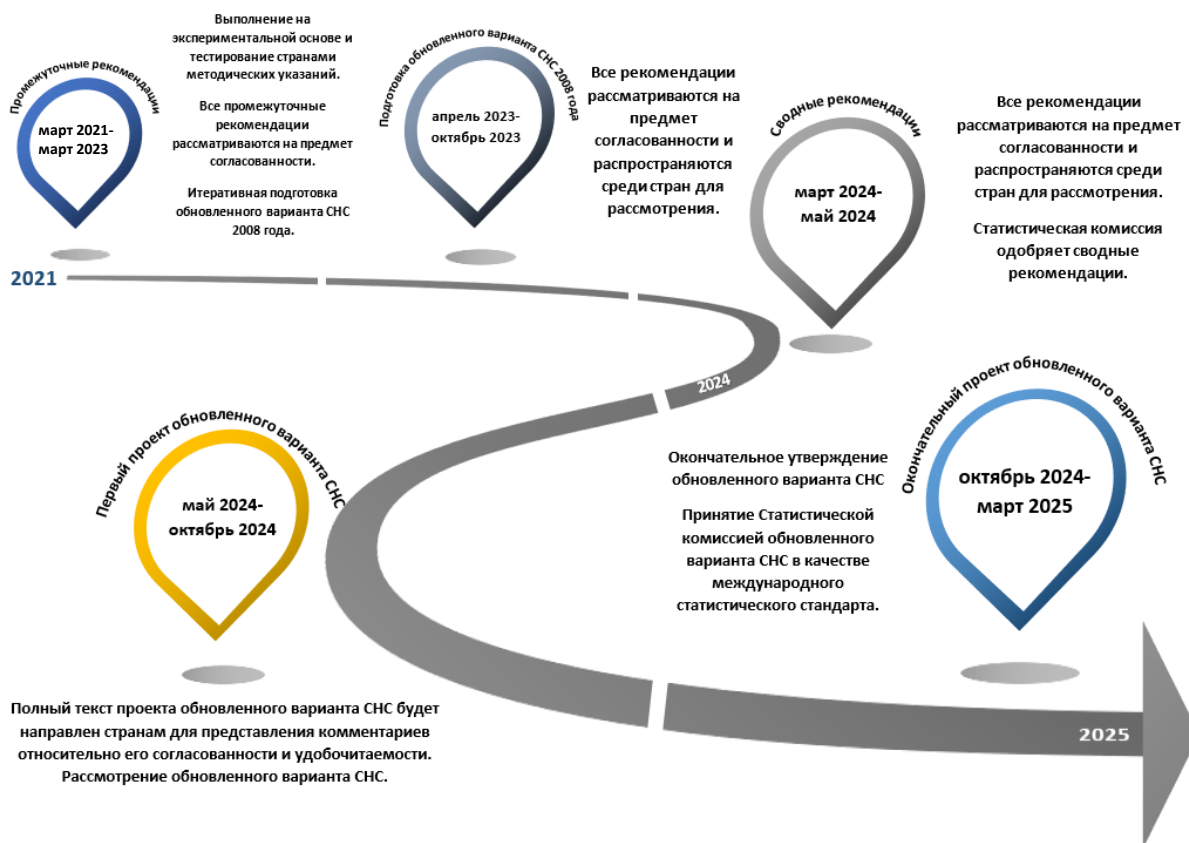 Промежуточные рекомендации
март 2021-
март 2023
Выполнение на
экспериментальной основе и
тестирование странами
методических указаний.
Все промежуточные
рекомендации
рассматриваются на предмет
согласованности.
Итеративная подготовка
обновленного варианта СНС
2008 года.
Подготовка обновленного варианта СНС 2008 года
апрель 2023-
октябрь 2023
Все рекомендации
рассматриваются на
предмет
согласованности и
распространяются
среди стран для
рассмотрения.
Сводные рекомендации
март 2024-
май 2024
Все рекомендации
рассматриваются на предмет
согласованности и
распространяются среди
стран для рассмотрения.
Статистическая комиссия
одобряет сводные
рекомендации.
2021
2024
Первый проект обновленного варианта СНС
май 2024-
октябрь 2024
Полный текст проекта обновленного варианта СНС будет
направлен странам для представления комментариев
относительно его согласованности и удобочитаемости.
Рассмотрение обновленного варианта СНС.
Окончательное утверждение
обновленного варианта СНС
Принятие Статистической
комиссией обновленного
варианта СНС в качестве
международного
статистического стандарта.
Окончательный проект обновленного варианта СНС
октябрь 2024-
март 2025
2025